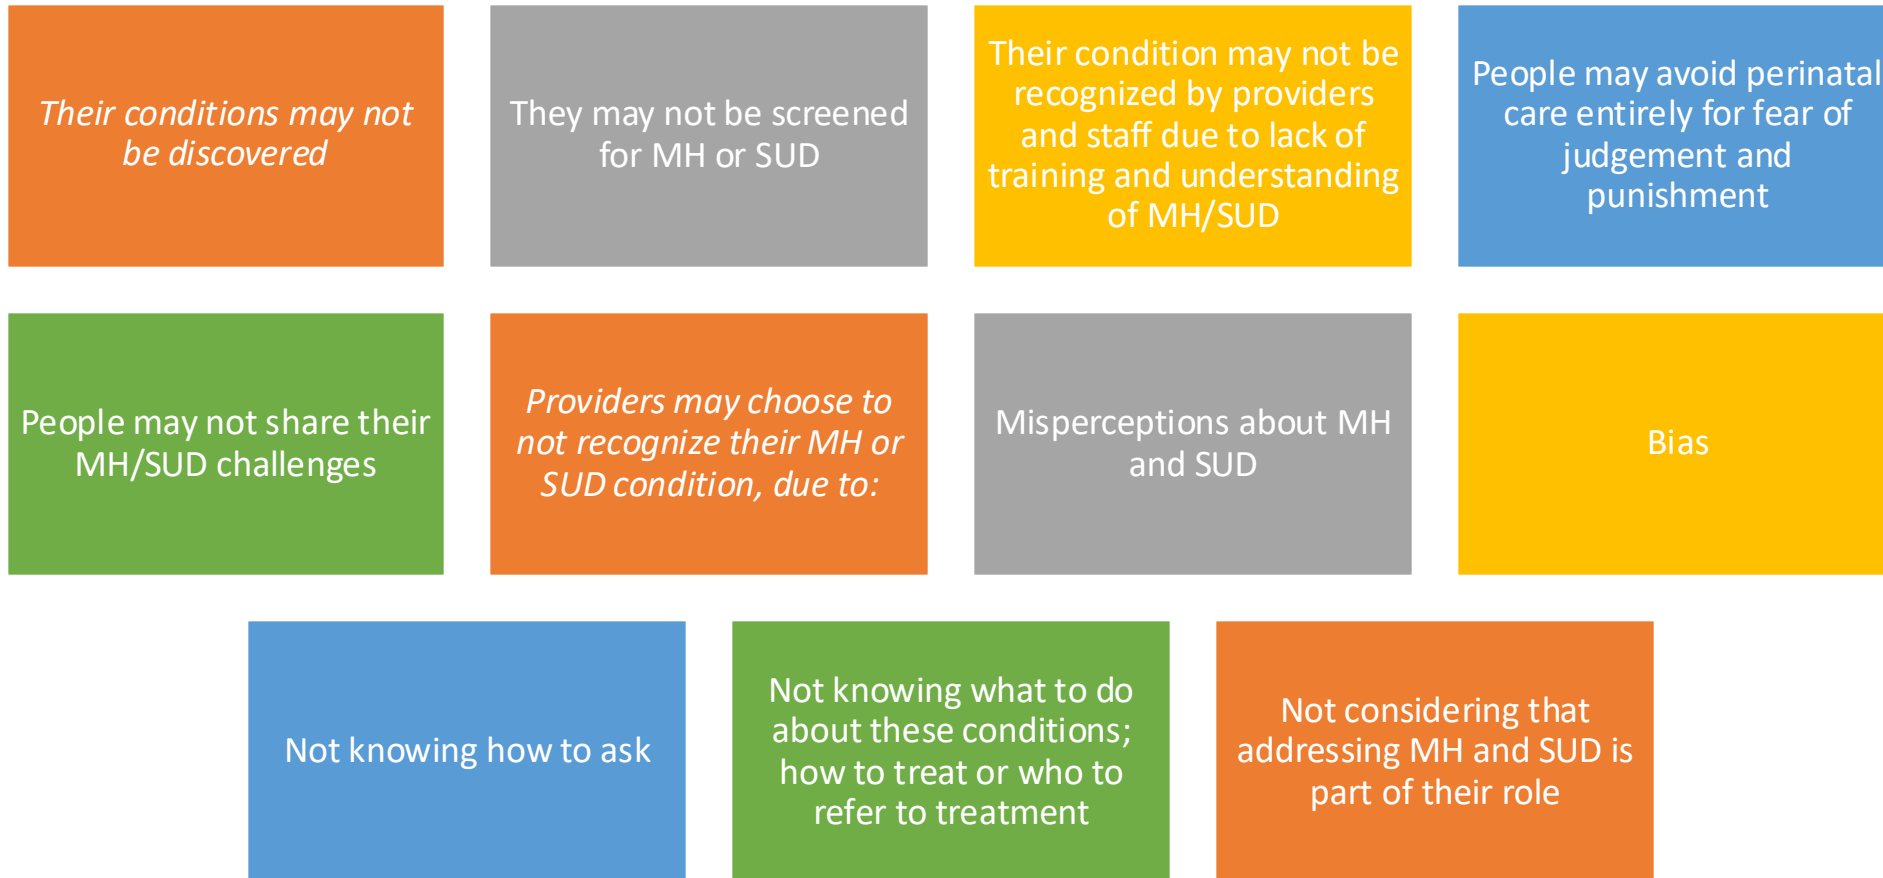 Their conditions may not
be discovered
They may not be screened
for MH or SUD
Their condition may not be
recognized by providers
and staff due to lack of
training and understanding
of MH/SUD
People may avoid perinatal
care entirely for fear of
judgement and
punishment
People may not share their
MH/SUD challenges
Providers may choose to
not recognize their MH or
SUD condition, due to:
Misperceptions about MH
and SUD
Bias
Not knowing how to ask
Not knowing what to do
about these conditions;
how to treat or who to
refer to treatment
Not considering that
addressing MH and SUD is
part of their role